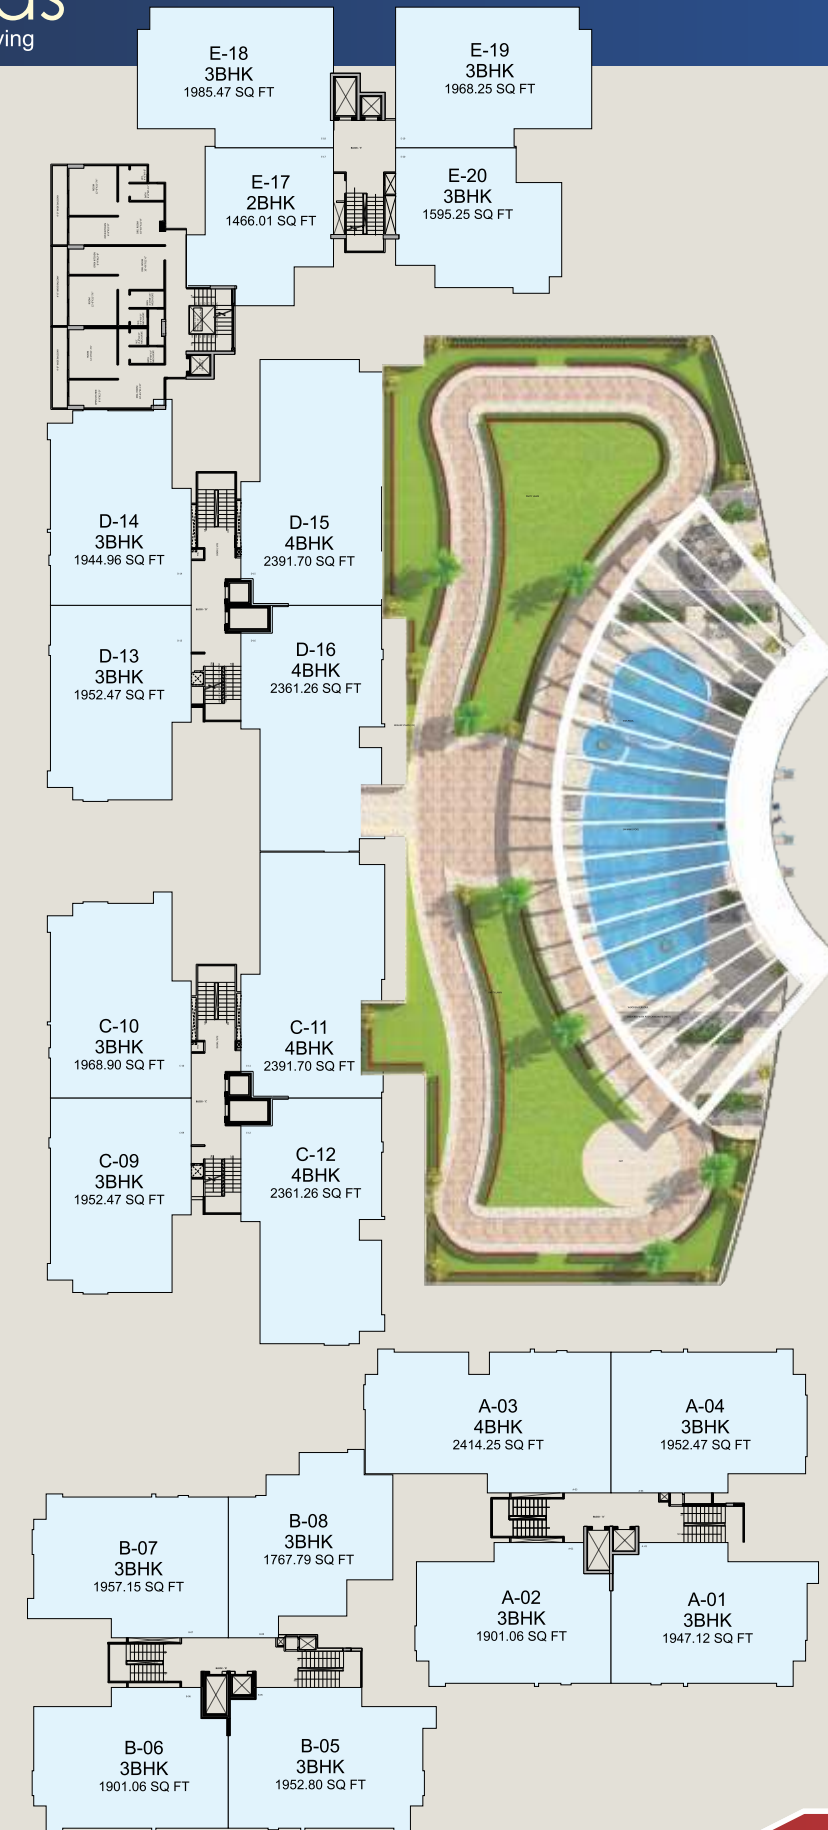 ving
E-18
3BHK
1985.47 SQ FT
E-19
3BHK
1968.25 SQ FT
E-17
2BHK
1466.01 SQ FT
E-20
3BHK
1595.25 SQ FT
D-14
3BHK
1944.96 SQ FT
D-15
4BHK
2391.70 SQ FT
D-13
3BHK
1952.47 SQ FT
D-16
4BHK
2361.26 SQ FT
C-10
3BHK
1968.90 SQ FT
C-11
4BHK
2391.70 SQ FT
C-09
3BHK
1952.47 SQ FT
C-12
4BHK
2361.26 SQ FT
A-03
4BHK
2414.25 SQ FT
A-04
3BHK
1952.47 SQ FT
B-07
3BHK
1957.15 SQ FT
B-08
3BHK
1767.79 SQ FT
A-02
3BHK
1901.06 SQ FT
A-01
3BHK
1947.12 SQ FT
B-06
3BHK
1901.06 SQ FT
B-05
3BHK
1952.80 SQ FT